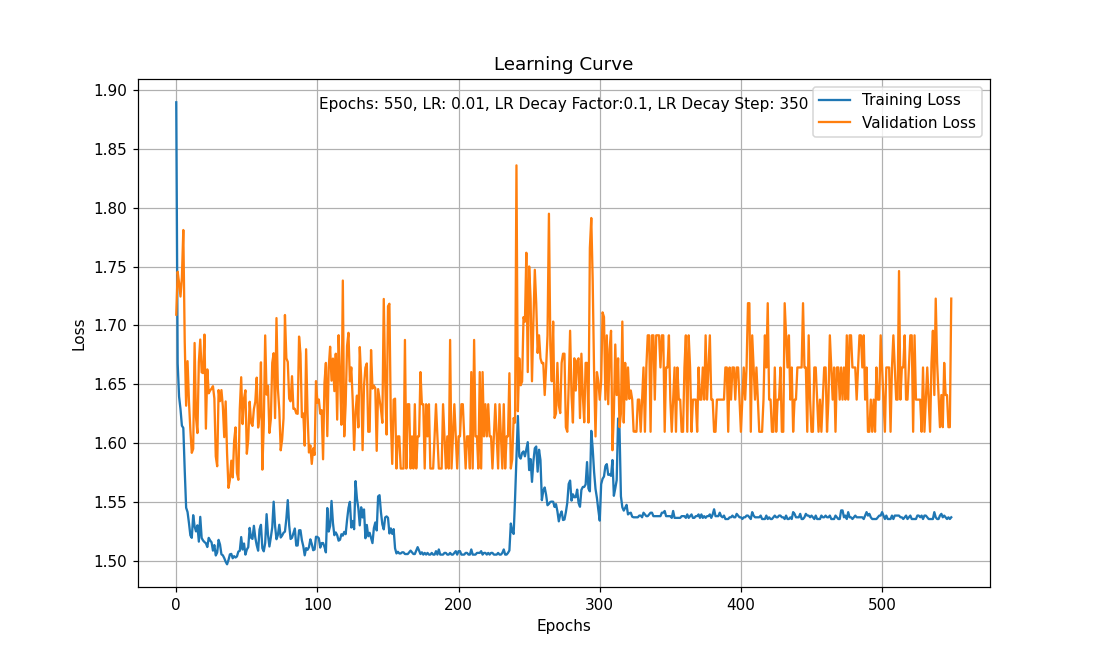 Learning Curve
Epochs: 550, LR: 0.01, LR Decay Factor:0.1, LR Decay Step: 350
Training Loss
Validation Loss
Loss
1.90
1.85
1.80
1.75
1.70
1.65
1.60
1.55
1.50
0 100 200 300 400 500
Epochs